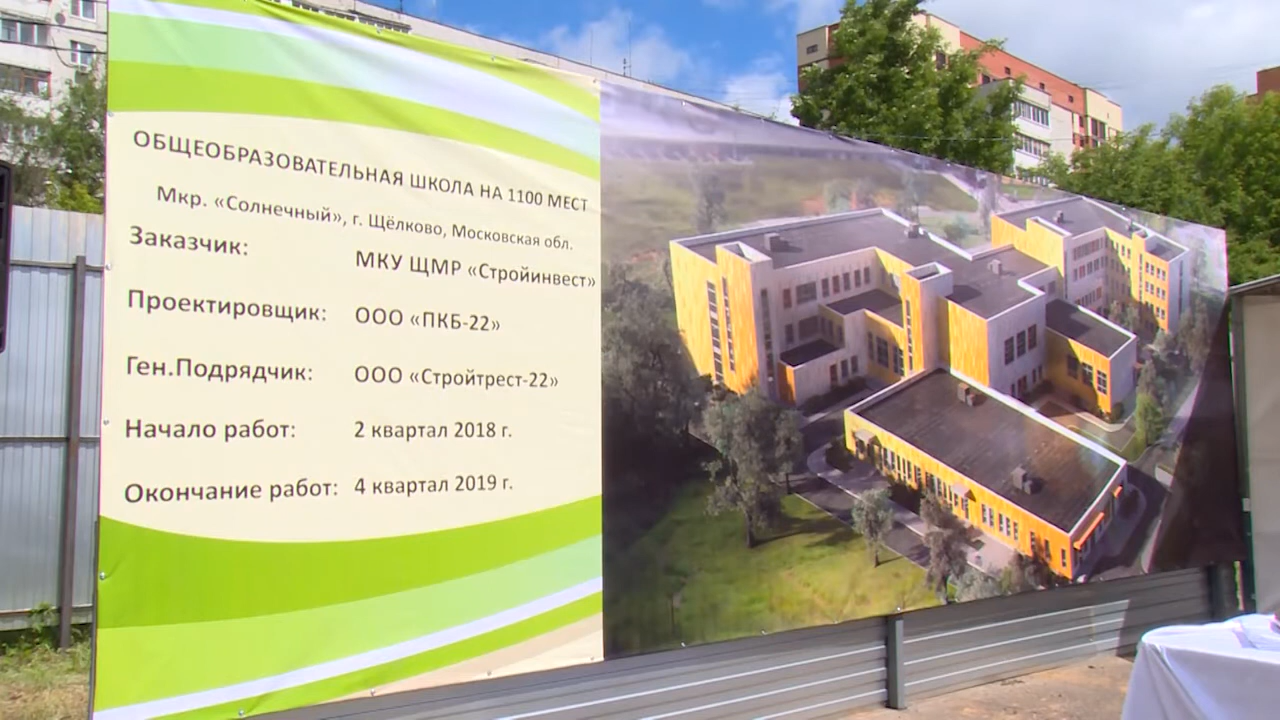 ОБЩЕОБРАЗОВАТЕЛЬНАЯ ШКОЛА НА 1100 МЕСТ
Мкр. «Солнечный», г. Щёлково, Московская обл.
Заказчик: МКУ ЩМР «Стройинвест»
Проектировщик: ООО «ПКБ-22»
Ген.Подрядчик: ООО «Стройтрест-22»
Начало работ: 2 квартал 2018 г.
Окончание работ: 4 квартал 2019 г.